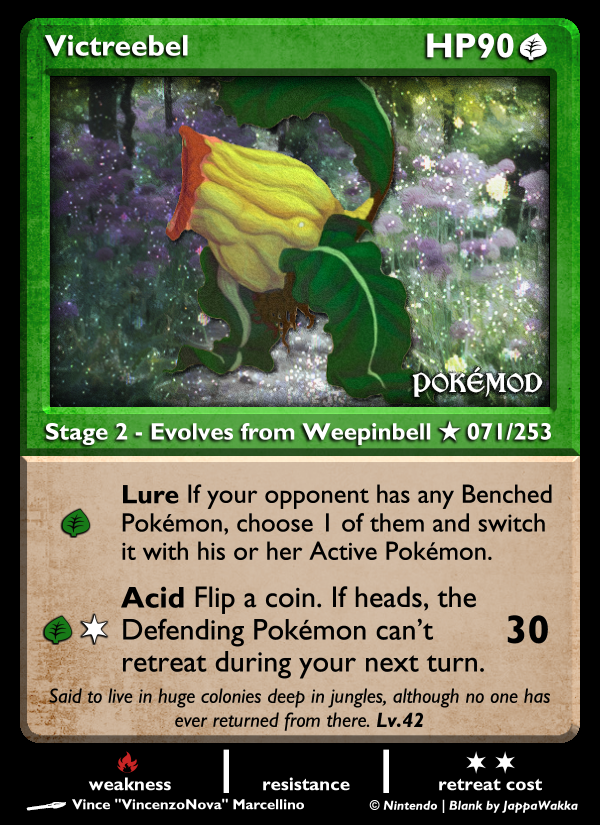 Victreebel HP90
POKÉMOD
Stage 2 - Evolves from Weepinbell ★ 071/253
Lure If your opponent has any Benched
Pokémon, choose 1 of them and switch
it with his or her Active Pokémon.
Acid Flip a coin. If heads, the
Defending Pokémon can't
retreat during your next turn.
30
Said to live in huge colonies deep in jungles, although no one has
ever returned from there. Lv.42
weakness resistance retreat cost
Vince "VincenzoNova" Marcellino © Nintendo | Blank by JappaWakka